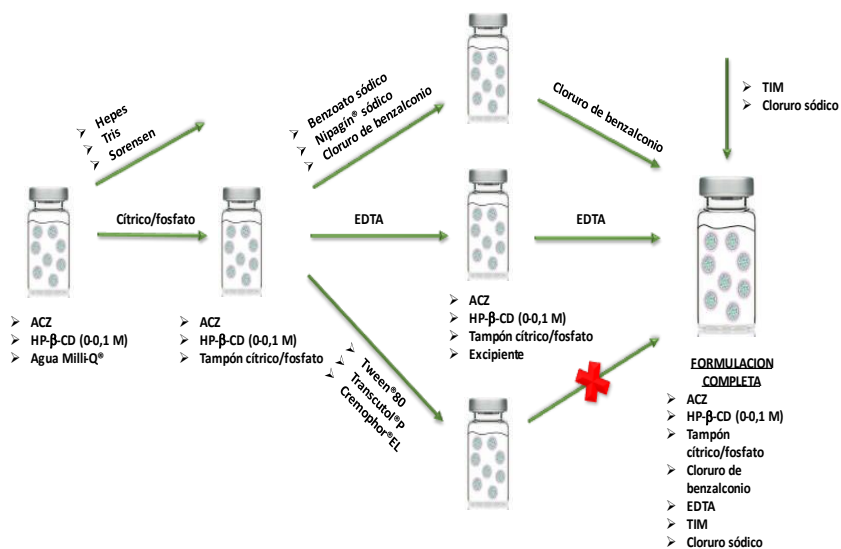 Hepes
Tris
Sorensen
Cítrico/fosfato
ACZ
HP-β-CD (0-0,1 M)
Agua Milli-Q®
Benzoato sódico
Nipagín® sódico
Cloruro de benzalconio
EDTA
Tween®80
Transcutol®P
Cremophor®EL
ACZ
HP-β-CD (0-0,1 M)
Tampón cítrico/fosfato
Cloruro de benzalconio
EDTA
ACZ
HP-β-CD (0-0,1 M)
Tampón cítrico/fosfato
Excipiente
TIM
Cloruro sódico
FORMULACION
COMPLETA
ACZ
HP-β-CD (0-0,1 M)
Tampón
cítrico/fosfato
Cloruro de
benzalconio
EDTA
TIM
Cloruro sódico